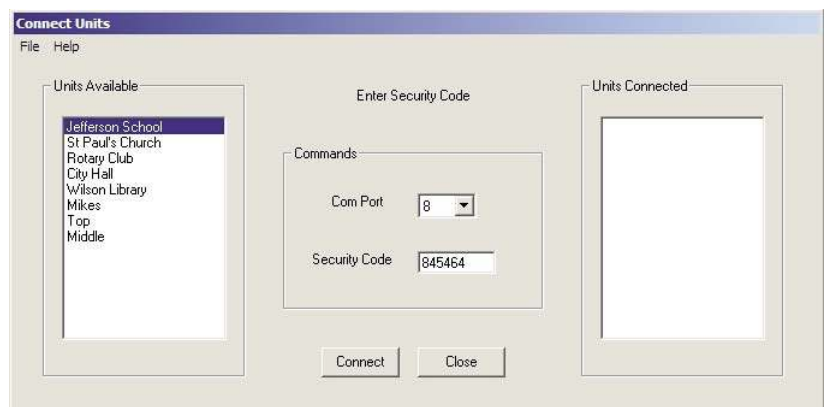 Connect Units
File Help
Units Available
Jefferson School
St Paul's Church
Rotary Club
City Hall
Wilson Library
Mikes
Top
Middle
Enter Security Code
Commands
Com Port 8
Security Code 845464
Connect Close
Units Connected